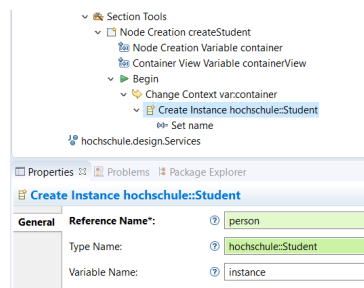 Section Tools
Node Creation createStudent
Node Creation Variable container
Container View Variable containerView
Begin
Change Context var:container
Create Instance hochschule::Student
Set name
hochschule.design.Services
Properties Problems Package Explorer
Create Instance hochschule::Student
General Reference Name*: person
Type Name: hochschule::Student
Variable Name: instance